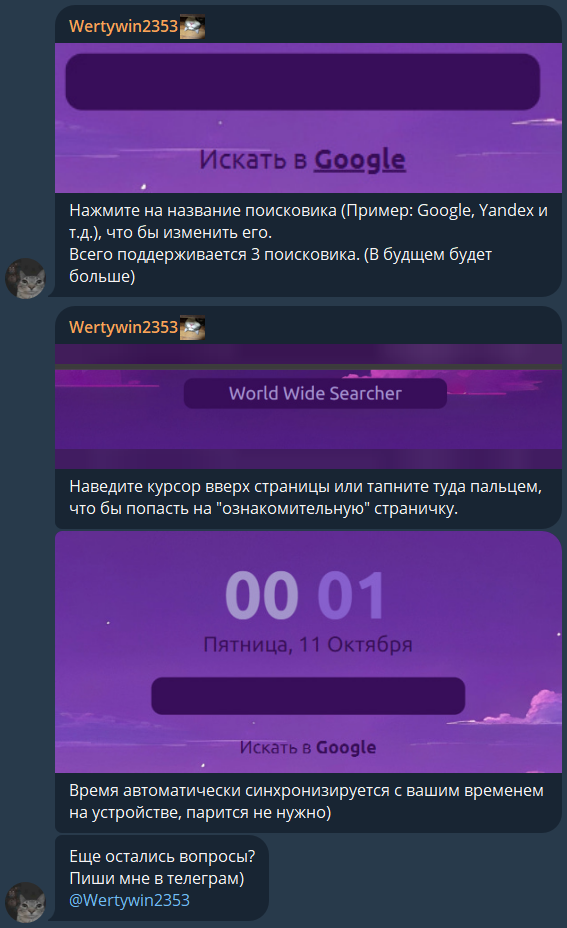 Wertywin2353
Искать в Google
Нажмите на название поисковика (Пример: Google, Yandex и
т.д.), что бы изменить его.
Всего поддерживается 3 поисковика. (В будщем будет
больше)
Wertywin2353
World Wide Searcher
Наведите курсор вверх страницы или тапните туда пальцем,
что бы попасть на "ознакомительную" страничку.
00 01
Пятница, 11 Октября
Искать в Google
Время автоматически синхронизируется с вашим временем
на устройстве, парится не нужно)
Еще остались вопросы?
Пиши мне в телеграм)
@Wertywin2353